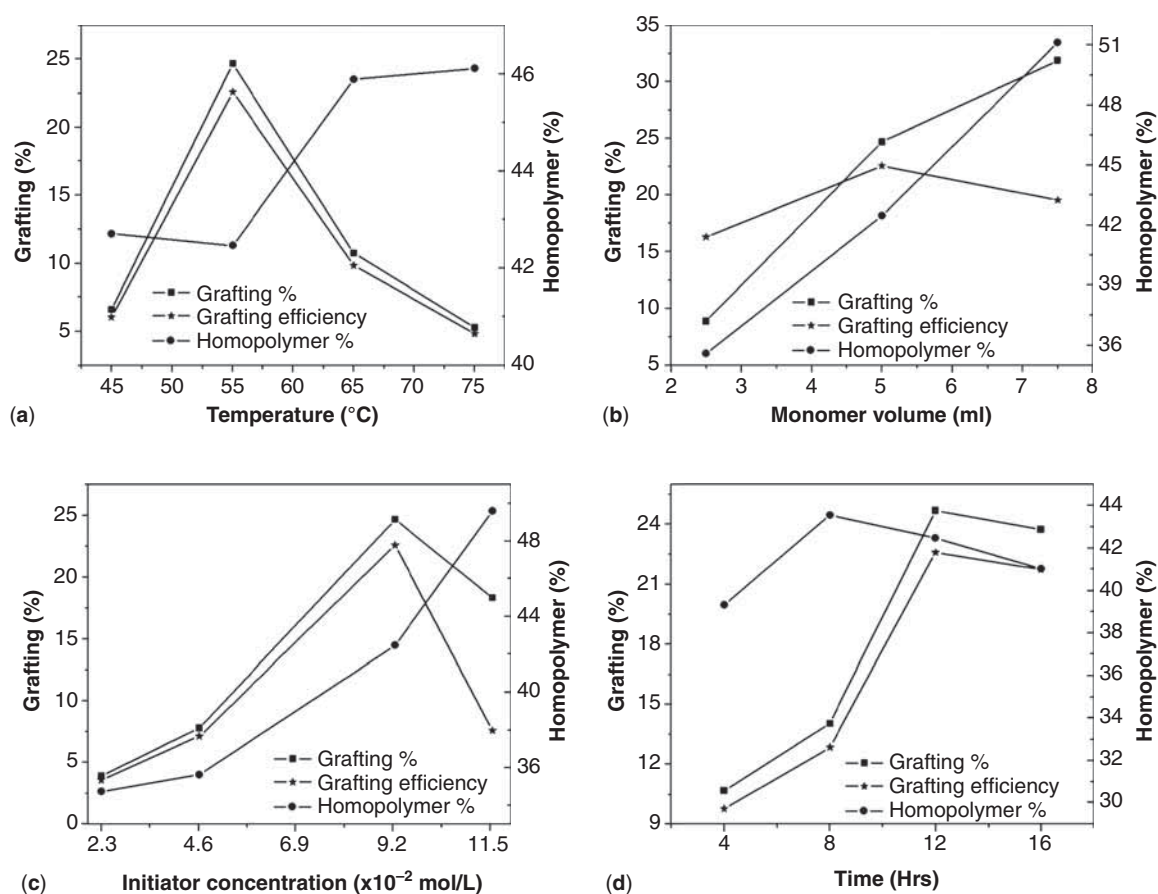 25
20
15
10
5
Grafting (%)
46
44
42
40
Homopolymer (%)
Grafting %
Grafting efficiency
Homopolymer %
45 50 55 60 65 70 75
(a) Temperature (°C)
35
30
25
20
15
10
5
Grafting (%)
51
48
45
42
39
36
Homopolymer (%)
Grafting %
Grafting efficiency
Homopolymer %
2 3 4 5 6 7 8
(b) Monomer volume (ml)
25
20
15
10
5
0
Grafting (%)
48
44
40
36
Homopolymer (%)
Grafting %
Grafting efficiency
Homopolymer %
2.3 4.6 6.9 9.2 11.5
(c) Initiator concentration (x10⁻² mol/L)
24
21
18
15
12
9
Grafting (%)
44
42
40
38
36
34
32
30
Homopolymer (%)
Grafting %
Grafting efficiency
Homopolymer %
4 8 12 16
(d) Time (Hrs)